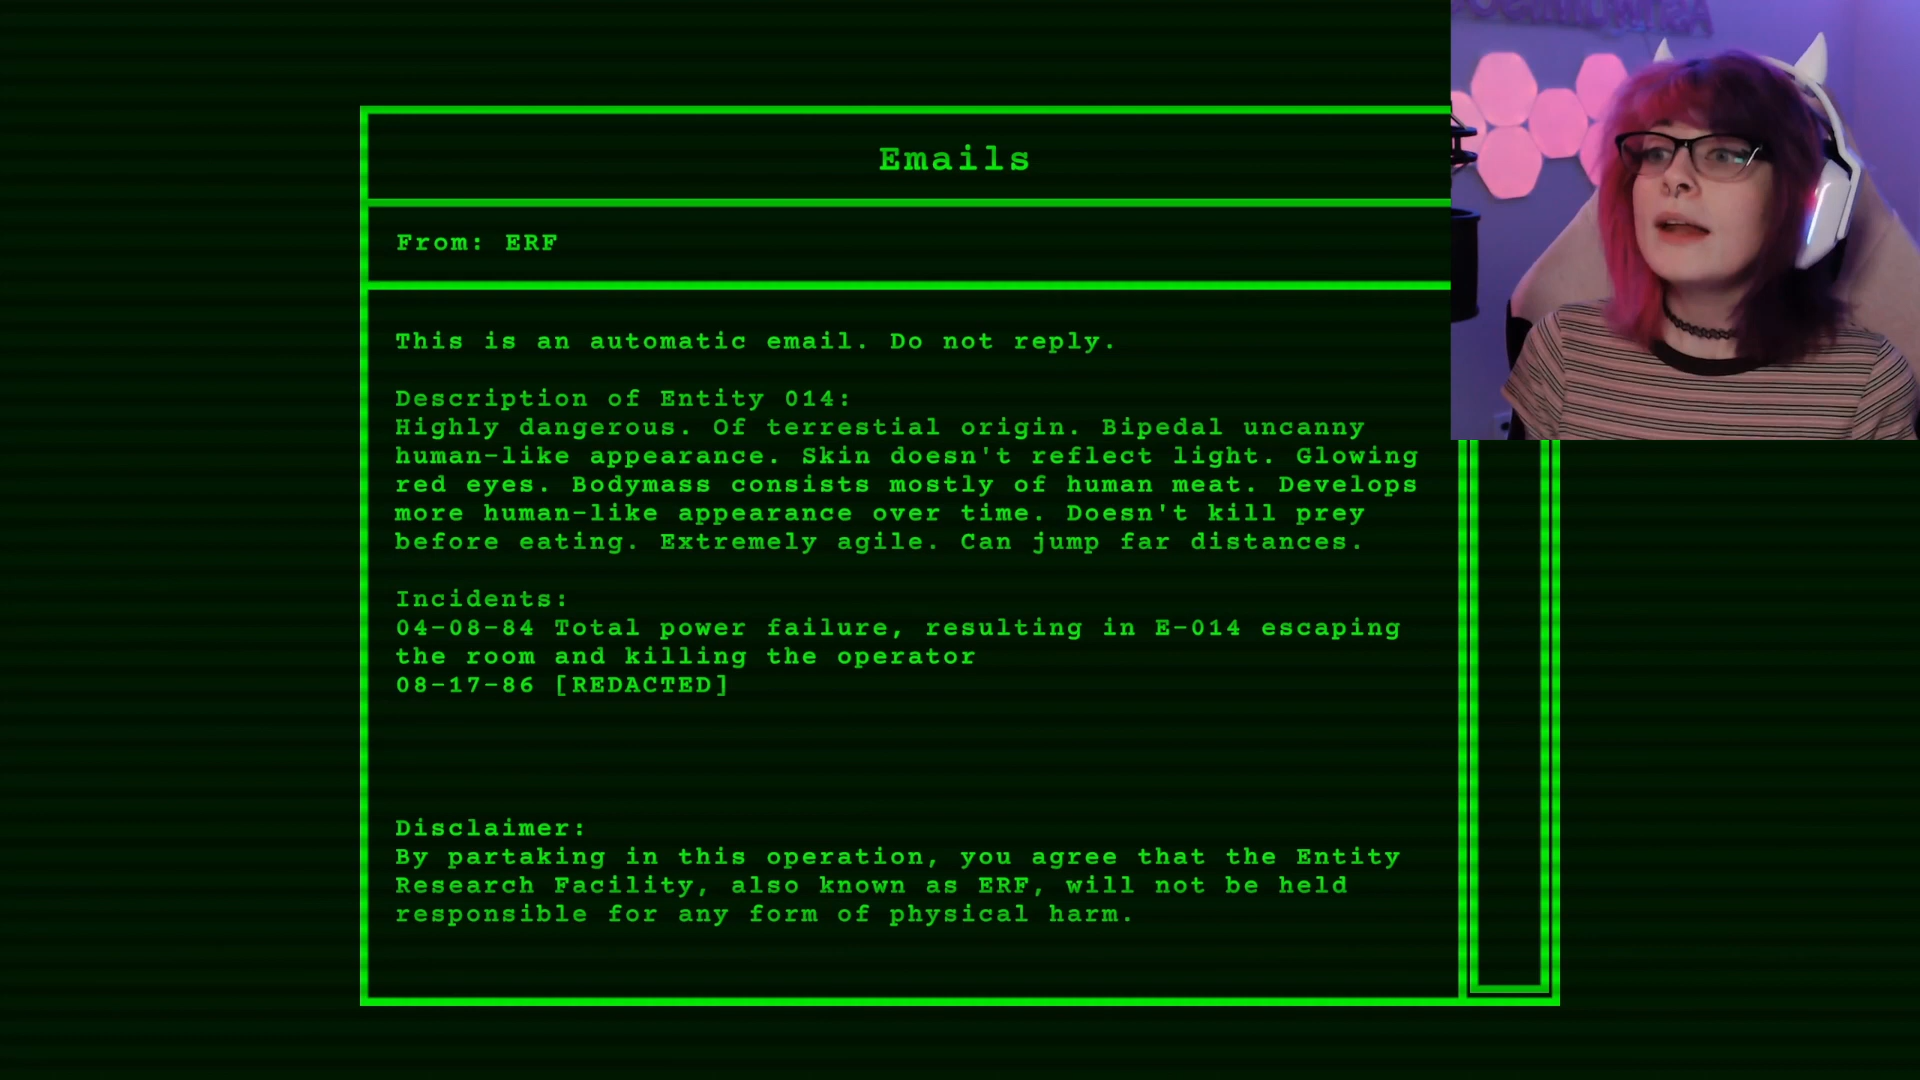 Emails
From: ERF
This is an automatic email. Do not reply.
Description of Entity 014:
Highly dangerous. Of terrestial origin. Bipedal uncanny
human-like appearance. Skin doesn't reflect light. Glowing
red eyes. Bodymass consists mostly of human meat. Develops
more human-like appearance over time. Doesn't kill prey
before eating. Extremely agile. Can jump far distances.
Incidents:
04-08-84 Total power failure, resulting in E-014 escaping
the room and killing the operator
08-17-86 [REDACTED]
Disclaimer:
By partaking in this operation, you agree that the Entity
Research Facility, also known as ERF, will not be held
responsible for any form of physical harm.